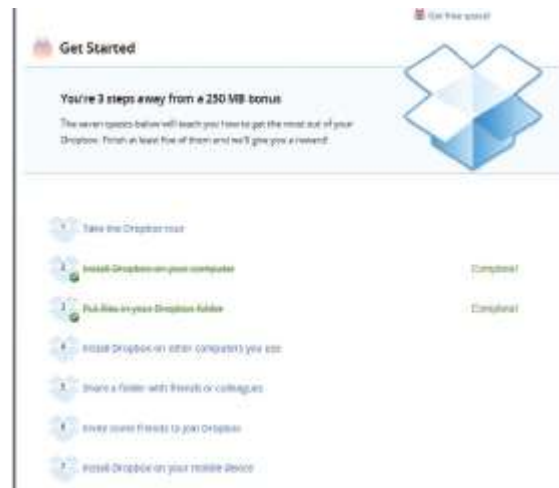 Get free space!
Get Started
You're 3 steps away from a 250 MB bonus
The seven quests below will teach you how to get the most out of your
Dropbox. Finish at least five of them and we'll give you a reward!
1 Take the Dropbox tour
2 Install Dropbox on your computer Complete!
3 Put files in your Dropbox folder Complete!
4 Install Dropbox on other computers you use
5 Share a folder with friends or colleagues
6 Invite some friends to join Dropbox
7 Install Dropbox on your mobile device